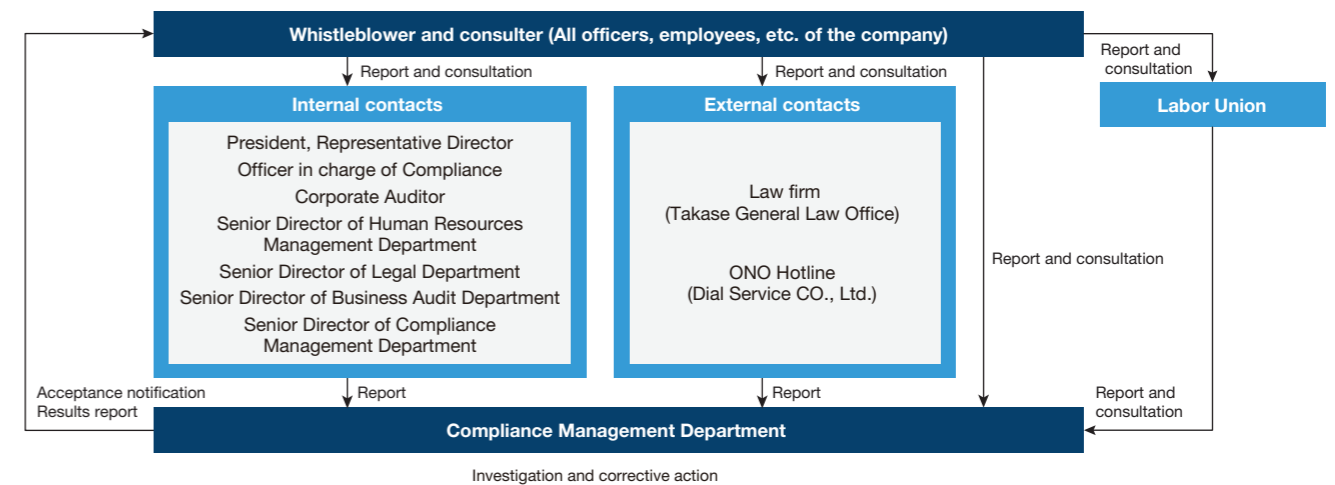 Whistleblower and consulter (All officers, employees, etc. of the company)
Report and consultation
Report and consultation
Report and
consultation
Internal contacts
President, Representative Director
Officer in charge of Compliance
Corporate Auditor
Senior Director of Human Resources
Management Department
Senior Director of Legal Department
Senior Director of Business Audit Department
Senior Director of Compliance
Management Department
External contacts
Law firm
(Takase General Law Office)
ONO Hotline
(Dial Service CO., Ltd.)
Labor Union
Report and consultation
Acceptance notification
Results report
Report
Report
Report and
consultation
Compliance Management Department
Investigation and corrective action